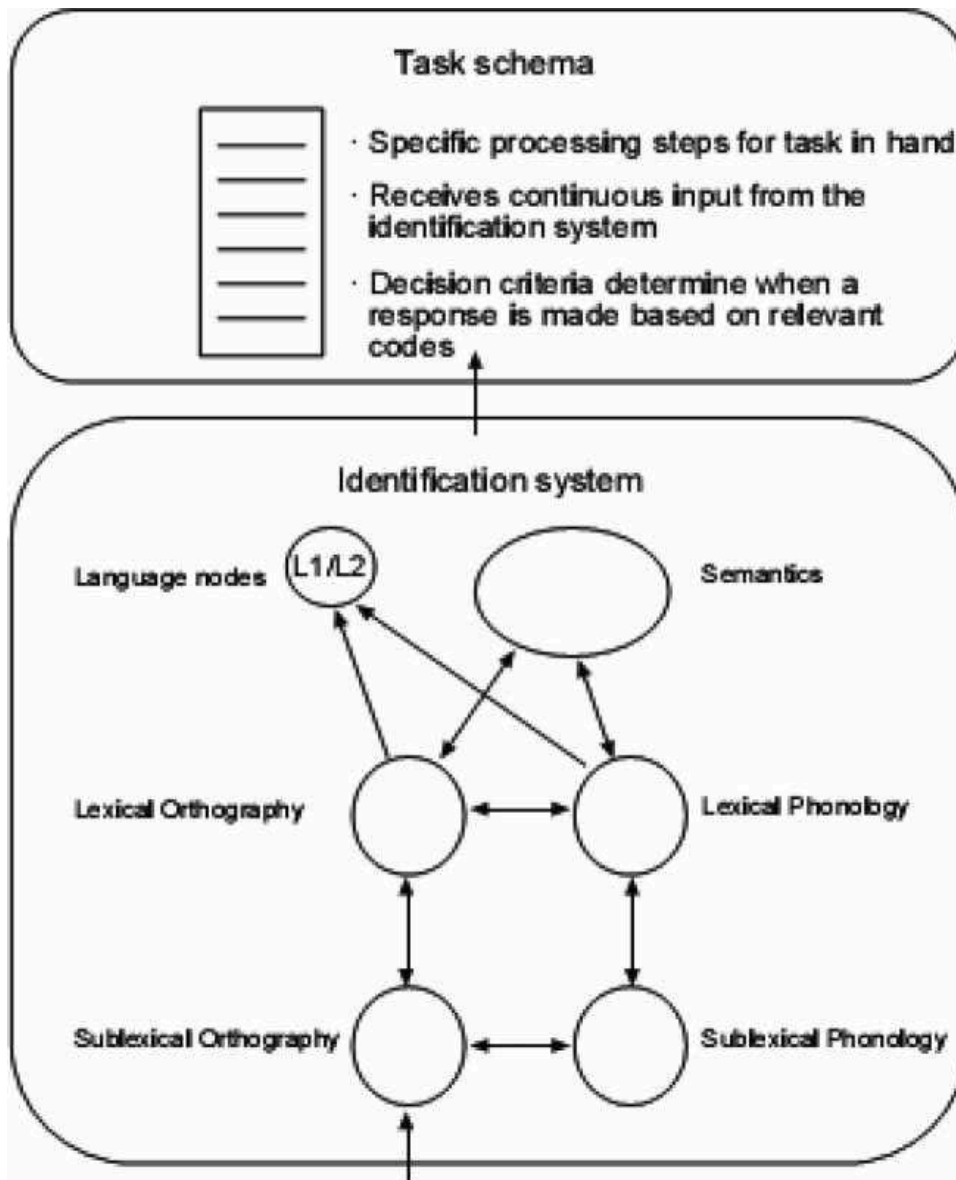 Task schema
· Specific processing steps for task in hand
· Receives continuous input from the
identification system
· Decision criteria determine when a
response is made based on relevant
codes
Identification system
Language nodes
L1/L2
Semantics
Lexical Orthography
Lexical Phonology
Sublexical Orthography
Sublexical Phonology